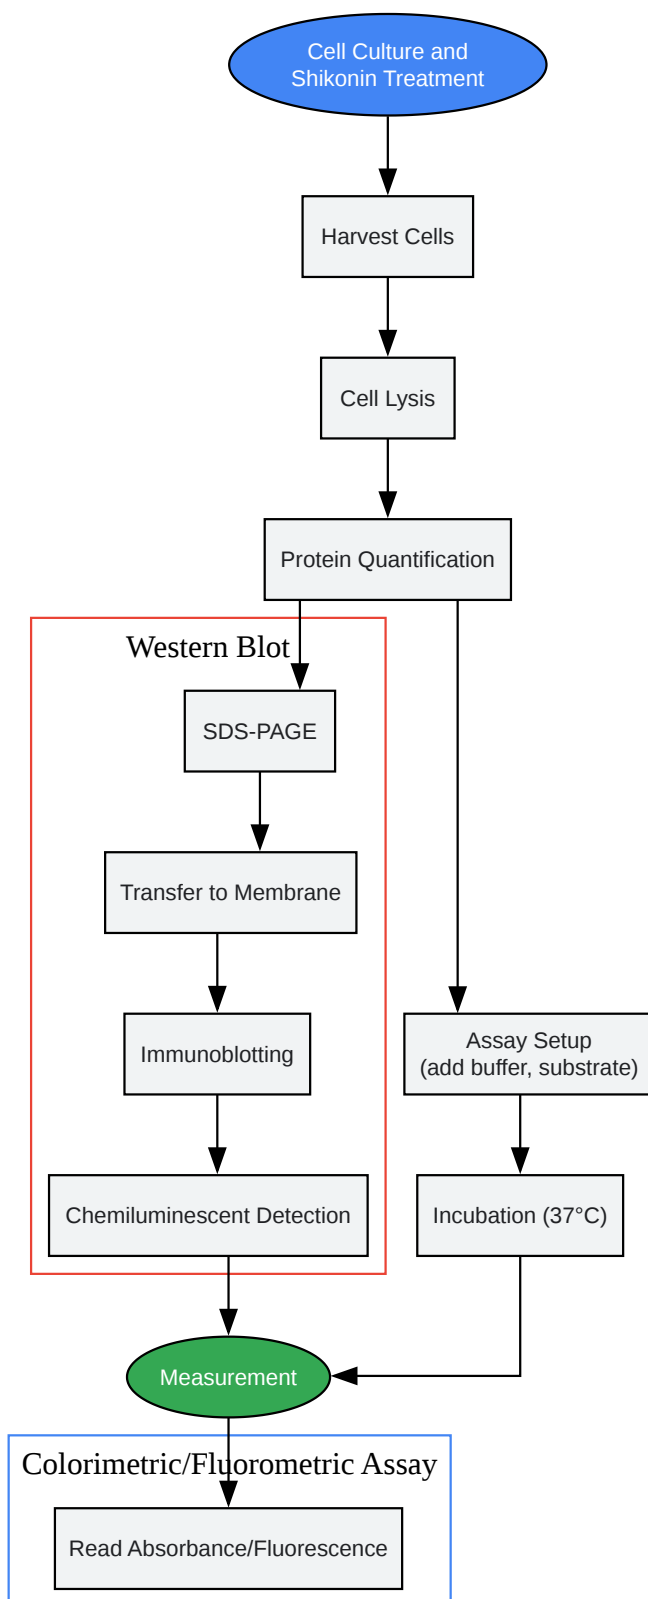 Cell Culture and
Shikonin Treatment
Harvest Cells
Cell Lysis
Protein Quantification
Western Blot
SDS-PAGE
Transfer to Membrane
Immunoblotting
Assay Setup
(add buffer, substrate)
Chemiluminescent Detection
Incubation (37°C)
Measurement
Colorimetric/Fluorometric Assay
Read Absorbance/Fluorescence